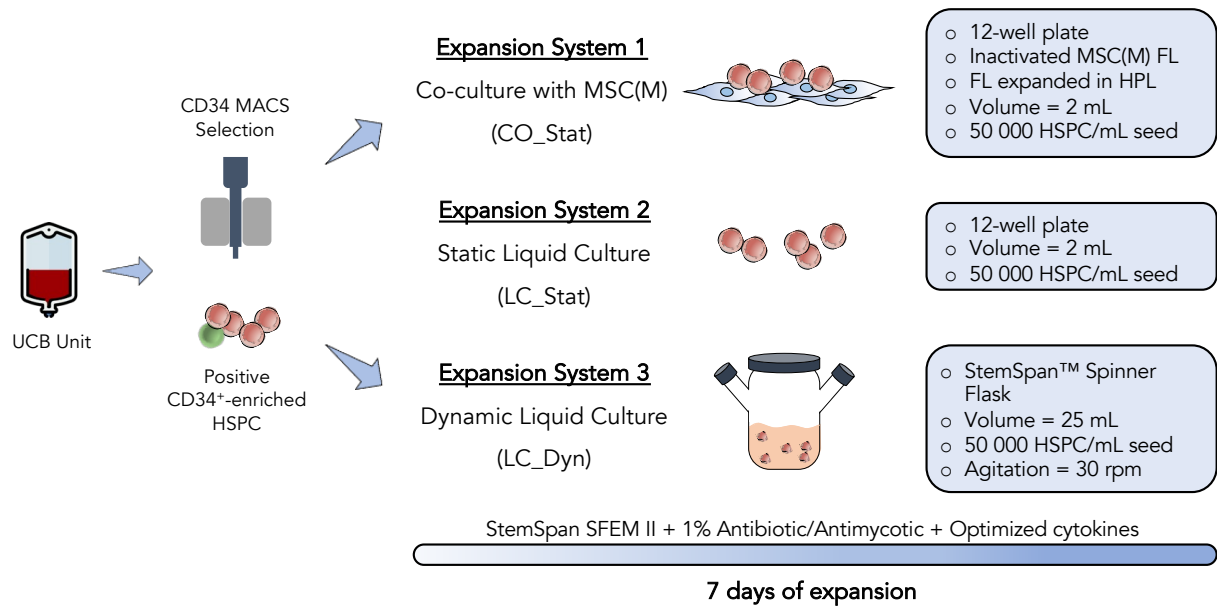 UCB Unit
CD34 MACS
Selection
Positive
CD34⁺-enriched
HSPC
Expansion System 1
Co-culture with MSC(M)
(CO_Stat)
○ 12-well plate
○ Inactivated MSC(M) FL
○ FL expanded in HPL
○ Volume = 2 mL
○ 50 000 HSPC/mL seed
Expansion System 2
Static Liquid Culture
(LC_Stat)
○ 12-well plate
○ Volume = 2 mL
○ 50 000 HSPC/mL seed
Expansion System 3
Dynamic Liquid Culture
(LC_Dyn)
○ StemSpan™ Spinner
Flask
○ Volume = 25 mL
○ 50 000 HSPC/mL seed
○ Agitation = 30 rpm
StemSpan SFEM II + 1% Antibiotic/Antimycotic + Optimized cytokines
7 days of expansion